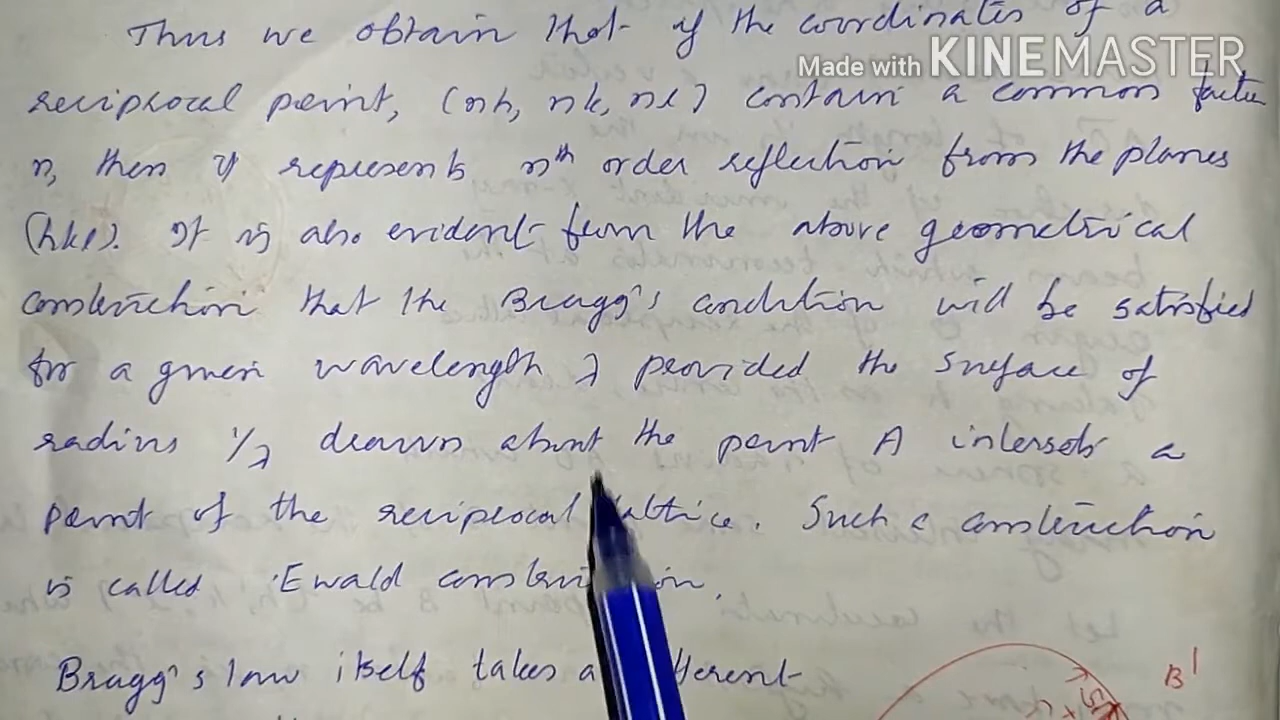 Thus we obtain that if the coordinates of a
Made with KINEMASTER
reciprocal point, (nh, nk, nl) contain a common factor
n, then it represents nth order reflection from the planes
(hkl). It is also evident from the above geometrical
construction that the Bragg's condition will be satisfied
for a given wavelength λ provided the surface of
radius 1/λ drawn about the point A intersects a
point of the reciprocal lattice. Such a construction
is called Ewald construction.
Bragg's law itself takes a
B'